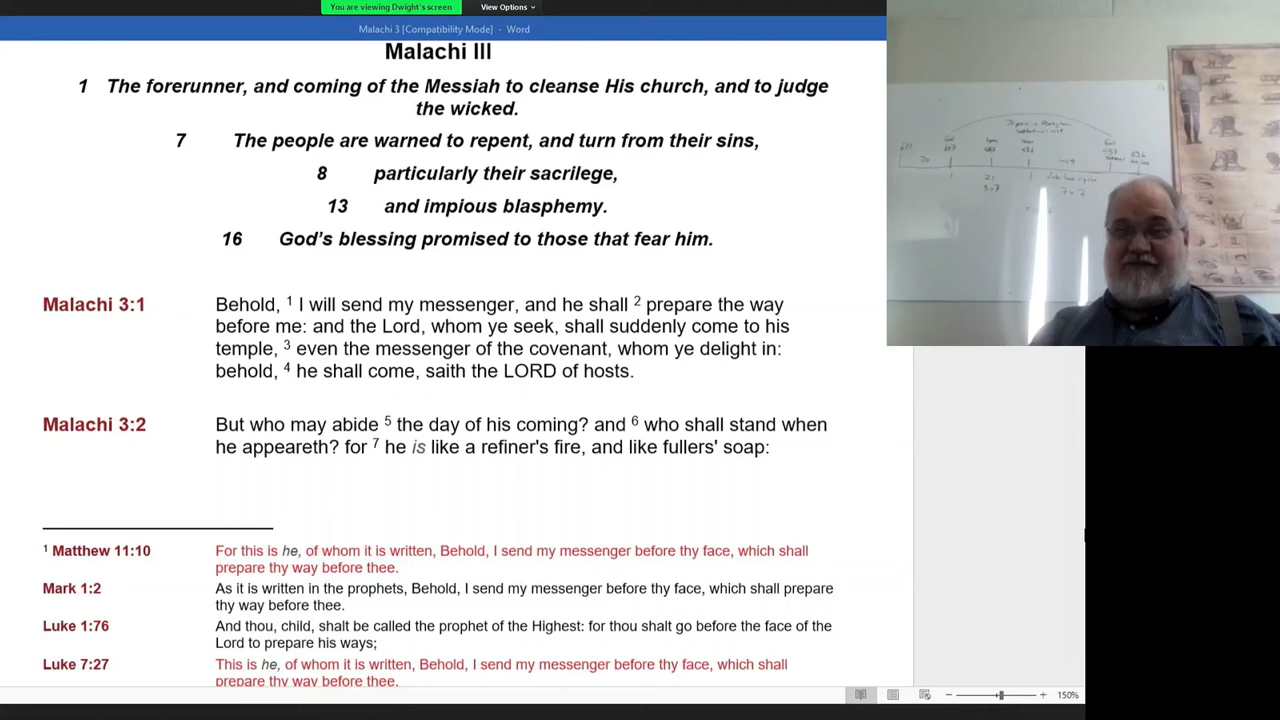 You are viewing Dwight's screen
View Options
Malachi 3 [Compatibility Mode] - Word
Malachi III
1 The forerunner, and coming of the Messiah to cleanse His church, and to judge
the wicked.
7 The people are warned to repent, and turn from their sins,
8 particularly their sacrilege,
13 and impious blasphemy.
16 God's blessing promised to those that fear him.
Malachi 3:1 Behold, 1 I will send my messenger, and he shall 2 prepare the way
before me: and the Lord, whom ye seek, shall suddenly come to his
temple, 3 even the messenger of the covenant, whom ye delight in:
behold, 4 he shall come, saith the LORD of hosts.
Malachi 3:2 But who may abide 5 the day of his coming? and 6 who shall stand when
he appeareth? for 7 he is like a refiner's fire, and like fullers' soap:
1 Matthew 11:10 For this is he, of whom it is written, Behold, I send my messenger before thy face, which shall
prepare thy way before thee.
Mark 1:2 As it is written in the prophets, Behold, I send my messenger before thy face, which shall prepare
thy way before thee.
Luke 1:76 And thou, child, shalt be called the prophet of the Highest: for thou shalt go before the face of the
Lord to prepare his ways;
Luke 7:27 This is he, of whom it is written, Behold, I send my messenger before thy face, which shall
prepare thy way before thee.
150%
70
21
3x7
7x7